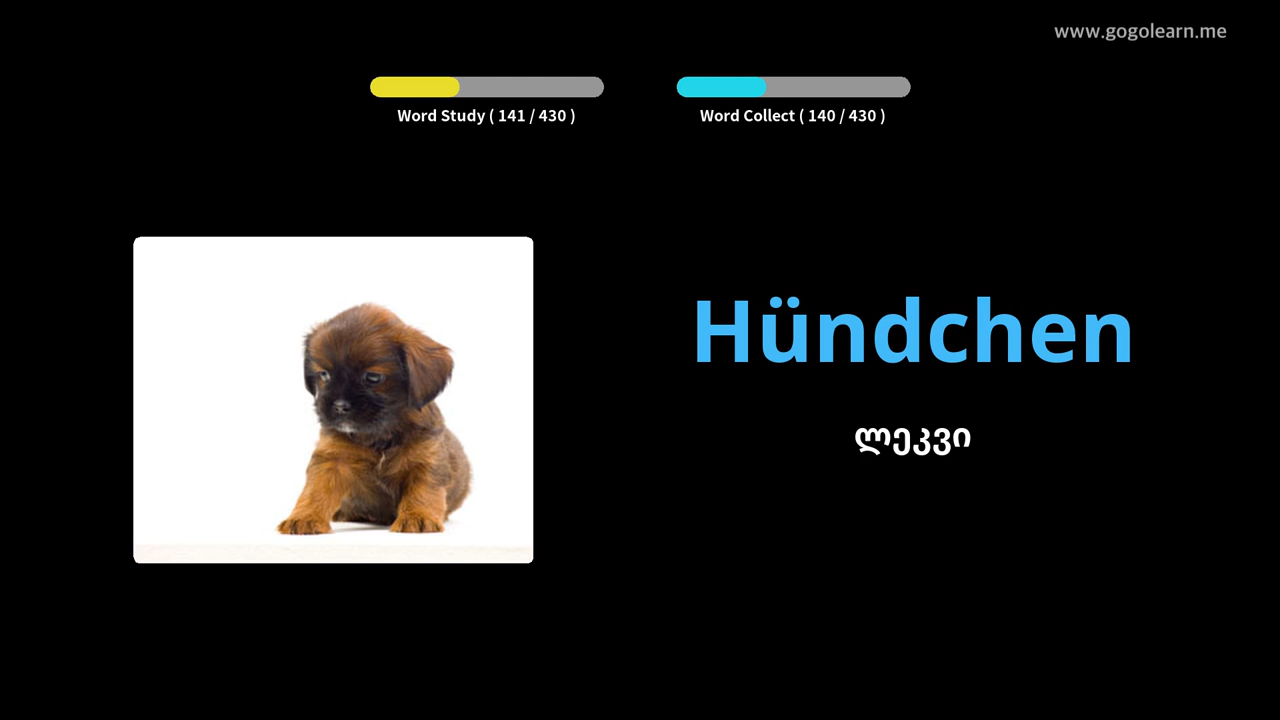 www.gogolearn.me
Word Study ( 141 / 430 )
Word Collect ( 140 / 430 )
Hündchen
ლეკვი